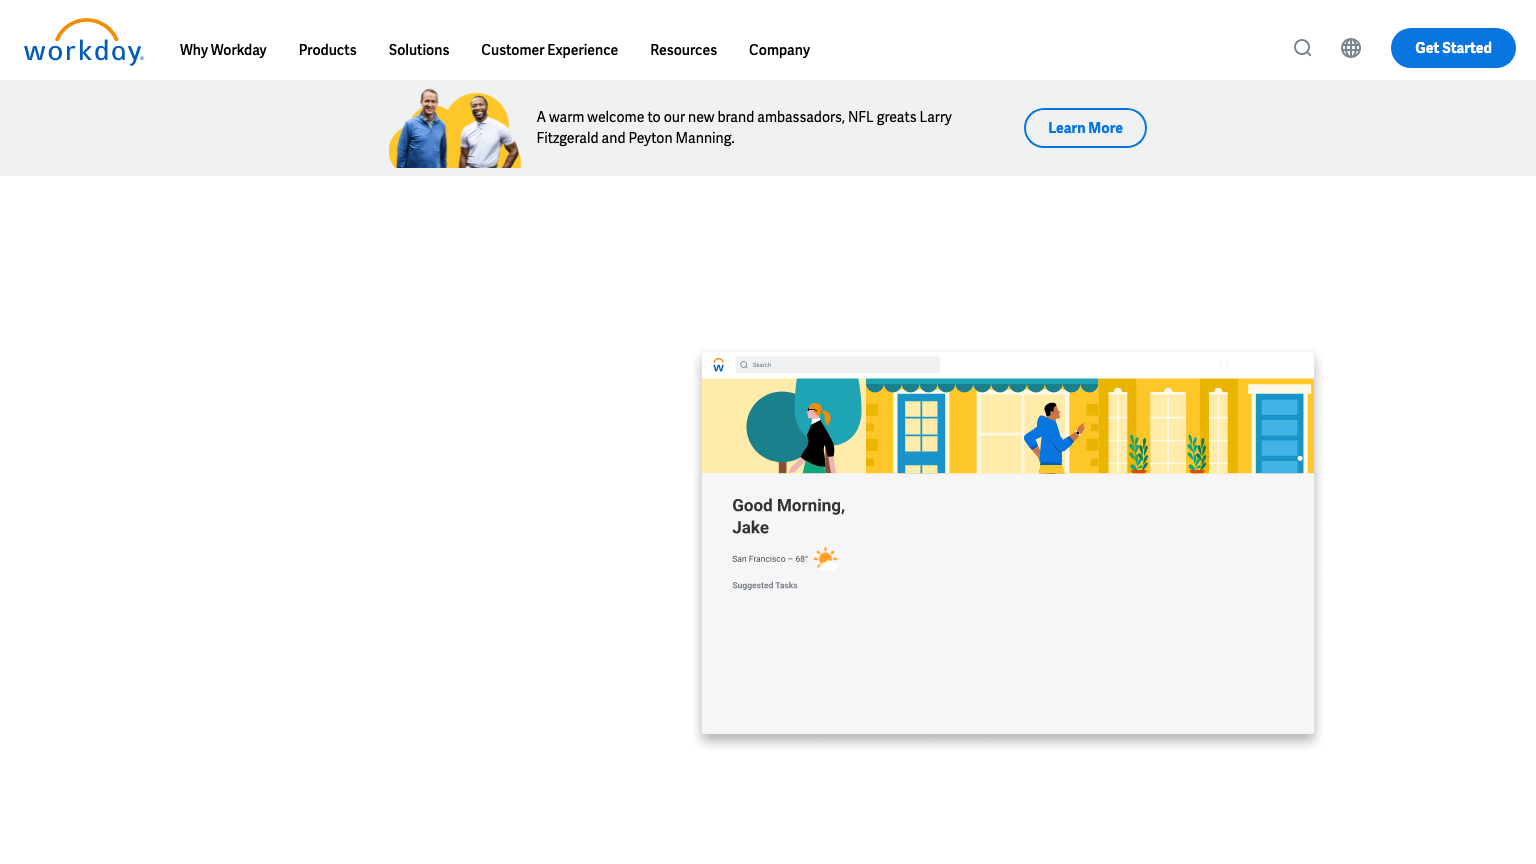 workday.
Why Workday
Products
Solutions
Customer Experience
Resources
Company
Get Started
A warm welcome to our new brand ambassadors, NFL greats Larry
Fitzgerald and Peyton Manning.
Learn More
W
Search
Good Morning,
Jake
San Francisco – 68°
Suggested Tasks